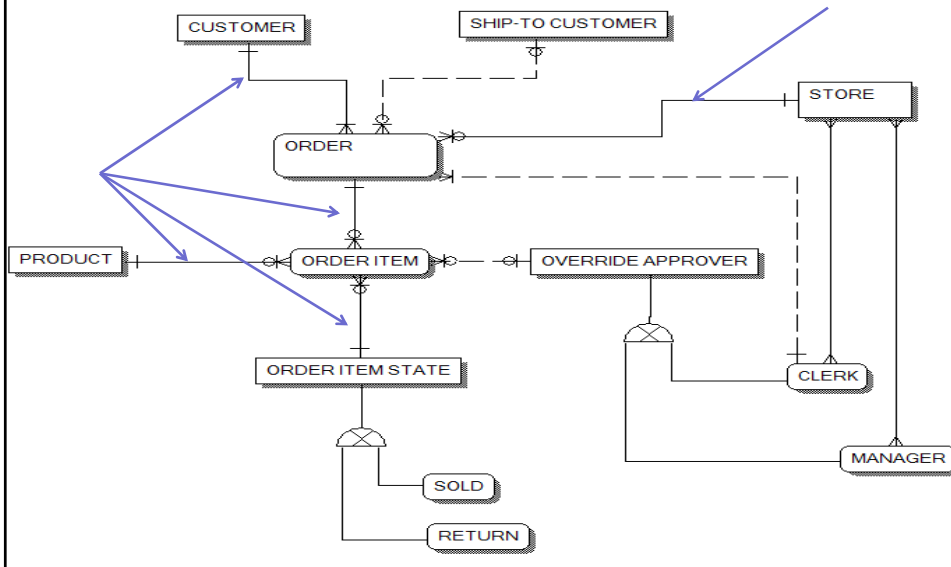 CUSTOMER
SHIP-TO CUSTOMER
STORE
ORDER
PRODUCT
ORDER ITEM
OVERRIDE APPROVER
ORDER ITEM STATE
CLERK
MANAGER
SOLD
RETURN